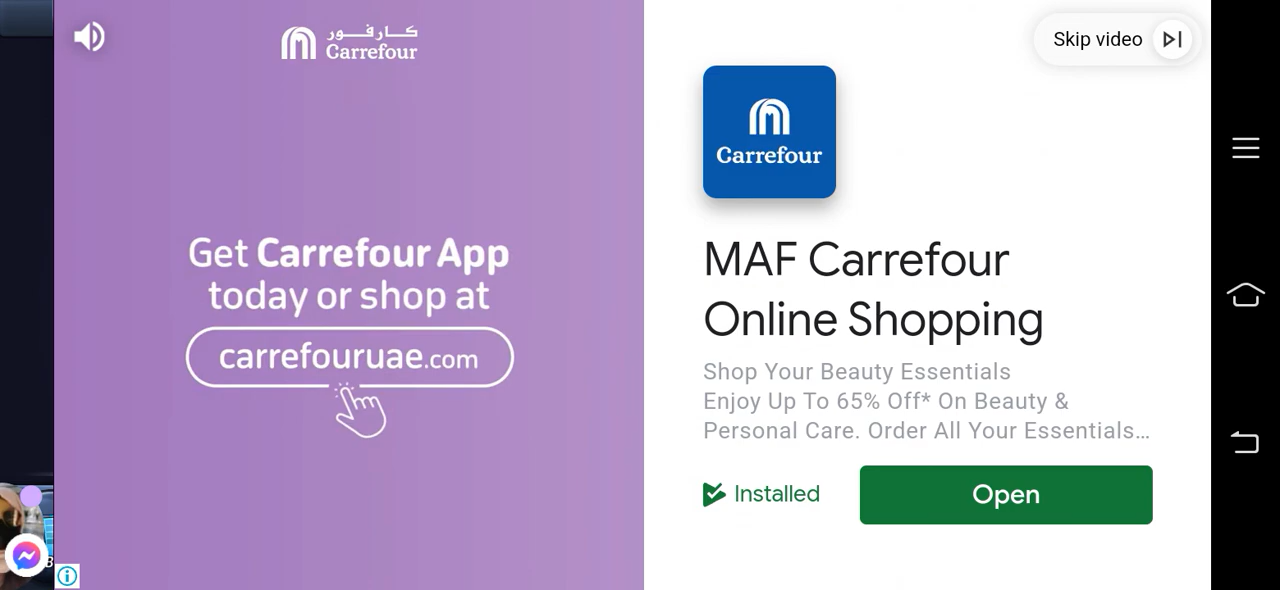 كارفور
Carrefour
Get Carrefour App
today or shop at
carrefouruae.com
Skip video
Carrefour
MAF Carrefour
Online Shopping
Shop Your Beauty Essentials
Enjoy Up To 65% Off* On Beauty &
Personal Care. Order All Your Essentials…
Installed
Open